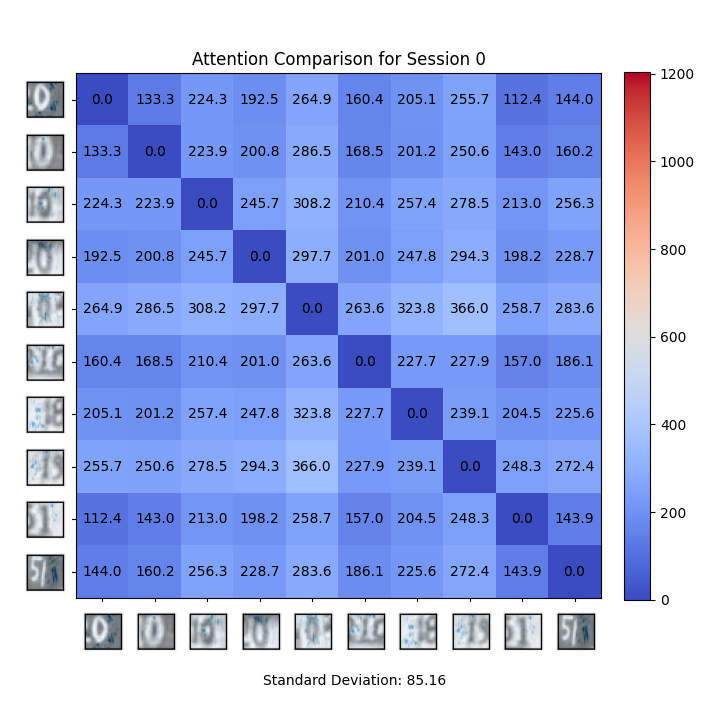 Attention Comparison for Session 0
0.0 133.3 224.3 192.5 264.9 160.4 205.1 255.7 112.4 144.0
133.3 0.0 223.9 200.8 286.5 168.5 201.2 250.6 143.0 160.2
224.3 223.9 0.0 245.7 308.2 210.4 257.4 278.5 213.0 256.3
192.5 200.8 245.7 0.0 297.7 201.0 247.8 294.3 198.2 228.7
264.9 286.5 308.2 297.7 0.0 263.6 323.8 366.0 258.7 283.6
160.4 168.5 210.4 201.0 263.6 0.0 227.7 227.9 157.0 186.1
205.1 201.2 257.4 247.8 323.8 227.7 0.0 239.1 204.5 225.6
255.7 250.6 278.5 294.3 366.0 227.9 239.1 0.0 248.3 272.4
112.4 143.0 213.0 198.2 258.7 157.0 204.5 248.3 0.0 143.9
144.0 160.2 256.3 228.7 283.6 186.1 225.6 272.4 143.9 0.0
1200
1000
800
600
400
200
0
Standard Deviation: 85.16